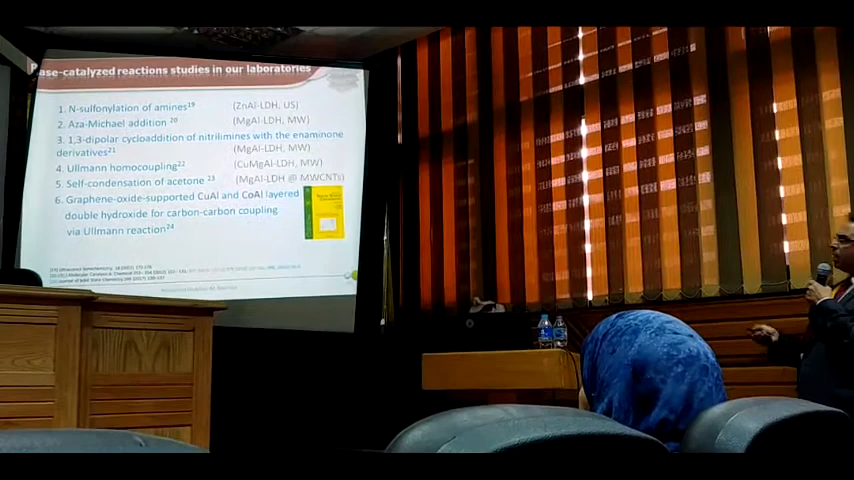 Base-catalyzed reactions studies in our laboratories
1. N-sulfonylation of amines19 (ZnAl-LDH, US)
2. Aza-Michael addition 20 (MgAl-LDH, MW)
3. 1,3-dipolar cycloaddition of nitrilimines with the enaminone
derivatives21
(MgAl-LDH, MW)
4. Ullmann homocoupling22 (CuMgAl-LDH, MW)
5. Self-condensation of acetone 23 (MgAl-LDH @ MWCNTs)
6. Graphene-oxide-supported CuAl and CoAl layered
double hydroxide for carbon-carbon coupling
via Ullmann reaction24